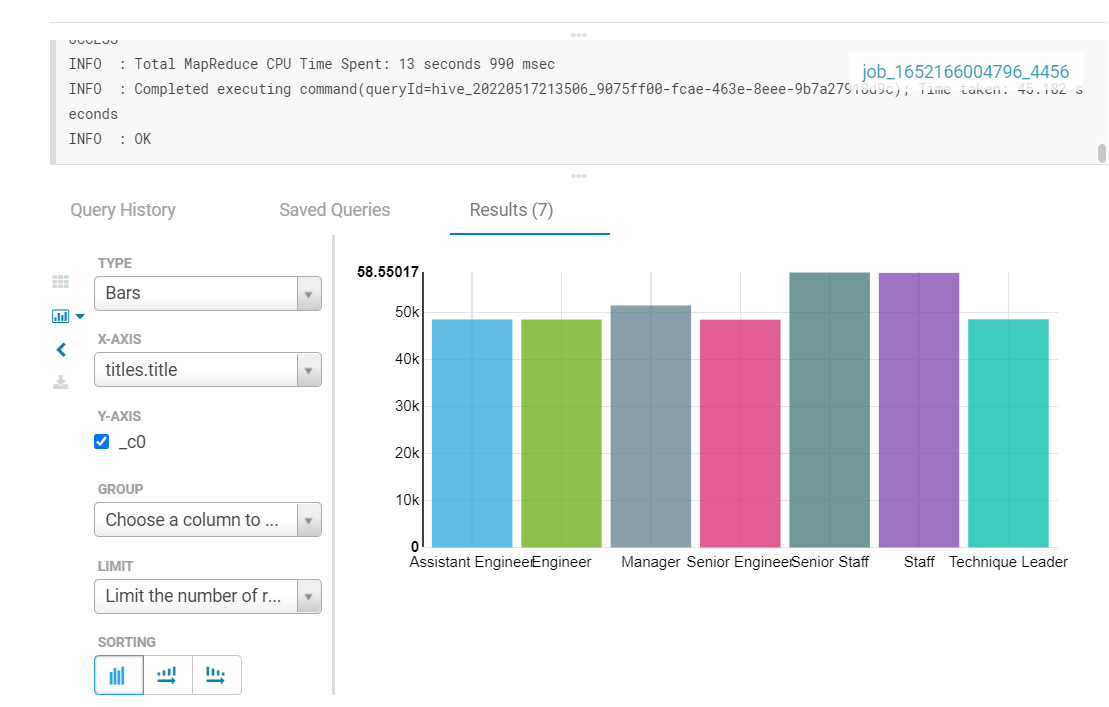 UCCESS
INFO  : Total MapReduce CPU Time Spent: 13 seconds 990 msec
job_1652166004796_4456
INFO  : Completed executing command(queryId=hive_20220517213506_9075ff00-fcae-463e-8eee-9b7a27918d9c); Time taken: 45.182 s
econds
INFO  : OK
Query History
Saved Queries
Results (7)
TYPE
Bars
X-AXIS
titles.title
Y-AXIS
_c0
GROUP
Choose a column to ...
LIMIT
Limit the number of r...
SORTING
58.55017
50k
40k
30k
20k
10k
0
Assistant Engineer
Engineer
Manager
Senior Engineer
Senior Staff
Staff
Technique Leader